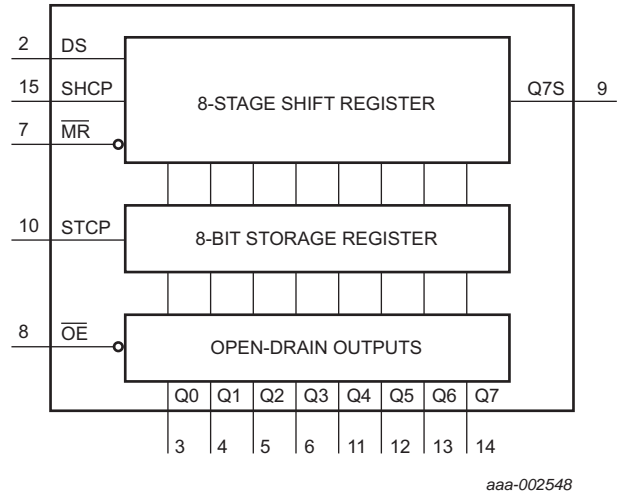 2 DS
15 SHCP
7 MR
8-STAGE SHIFT REGISTER
Q7S 9
10 STCP
8-BIT STORAGE REGISTER
8 OE
OPEN-DRAIN OUTPUTS
Q0 Q1 Q2 Q3 Q4 Q5 Q6 Q7
3 4 5 6 11 12 13 14
aaa-002548